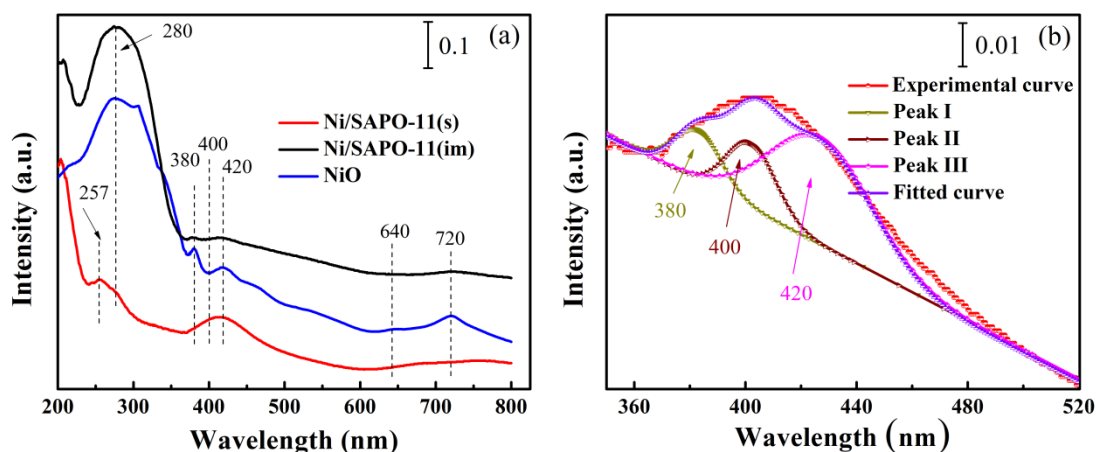 280
0.1
(a)
Ni/SAPO-11(s)
Ni/SAPO-11(im)
NiO
257
380
400
420
640
720
Intensity (a.u.)
200 300 400 500 600 700 800
Wavelength (nm)
0.01
(b)
Experimental curve
Peak I
Peak II
Peak III
Fitted curve
380
400
420
Intensity (a.u.)
360 400 440 480 520
Wavelength (nm)